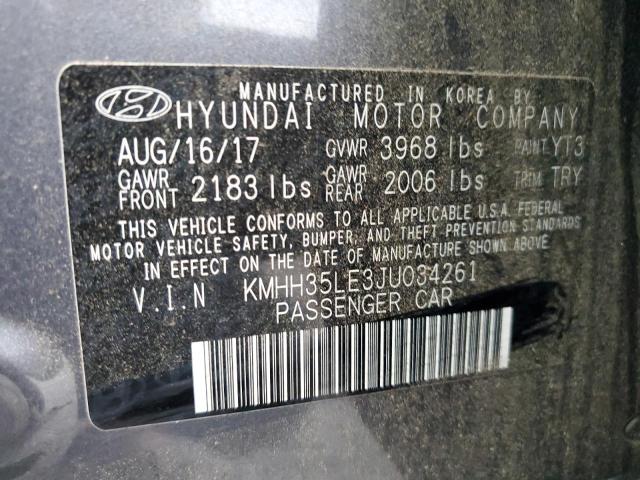 MANUFACTURED IN KOREA BY
HYUNDAI MOTOR COMPANY
AUG/16/17 GVWR 3968 lbs PAINT YT3
GAWR FRONT 2183 lbs GAWR REAR 2006 lbs TRIM TRY
THIS VEHICLE CONFORMS TO ALL APPLICABLE U.S.A. FEDERAL
MOTOR VEHICLE SAFETY, BUMPER, AND THEFT PREVENTION STANDARDS
IN EFFECT ON THE DATE OF MANUFACTURE SHOWN ABOVE.
V.I.N KMHH35LE3JU034261
PASSENGER CAR